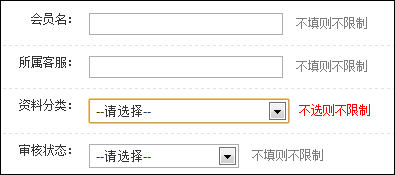 会员名： 不填则不限制
所属客服： 不填则不限制
资料分类： --请选择-- 不选则不限制
审核状态： --请选择-- 不填则不限制